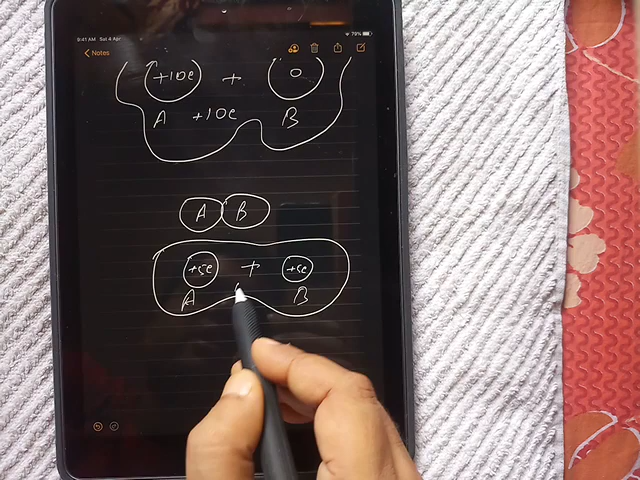 9:41 AM Sat 4 Apr 79%
Notes
+10e + 0
A +10e B
A B
+5e + +5e
A B